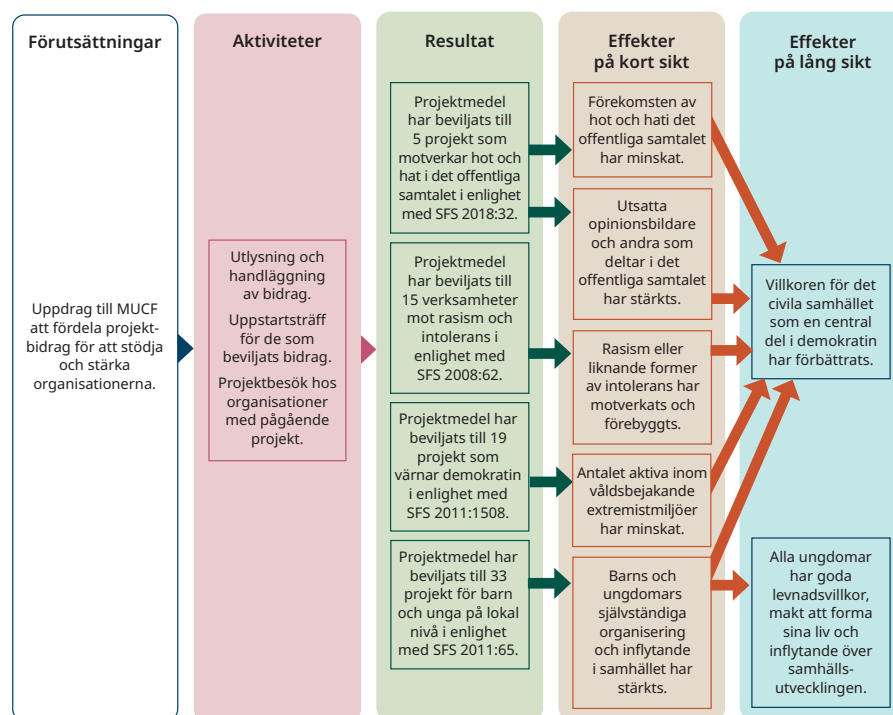 Förutsättningar
Uppdrag till MUCF
att fördela projekt-
bidrag för att stödja
och stärka
organisationerna.
Aktiviteter
Utlysning och
handläggning
av bidrag.
Uppstartsträff
för de som
beviljats bidrag.
Projektbesök hos
organisationer
med pågående
projekt.
Resultat
Projektmedel
har beviljats till
5 projekt som
motverkar hot och
hat i det offentliga
samtalet i enlighet
med SFS 2018:32.
Projektmedel
har beviljats till
15 verksamheter
mot rasism och
intolerans i
enlighet med
SFS 2008:62.
Projektmedel har
beviljats till 19
projekt som
värnar demokratin
i enlighet med
SFS 2011:1508.
Projektmedel har
beviljats till 33
projekt för barn
och unga på lokal
nivå i enlighet
med SFS 2011:65.
Effekter
på kort sikt
Förekomsten av
hot och hati det
offentliga samtalet
har minskat.
Utsatta
opinionsbildare
och andra som
deltar i det
offentliga samtalet
har stärkts.
Rasism eller
liknande former
av intolerans har
motverkats och
förebyggts.
Antalet aktiva inom
våldsbejakande
extremistmiljöer
har minskat.
Barns och
ungdomars
självständiga
organisering
och inflytande
i samhället har
stärkts.
Effekter
på lång sikt
Villkoren för det
civila samhället
som en central
del i demokratin
har förbättrats.
Alla ungdomar
har goda
levnadsvillkor,
makt att forma
sina liv och
inflytande över
samhälls-
utvecklingen.